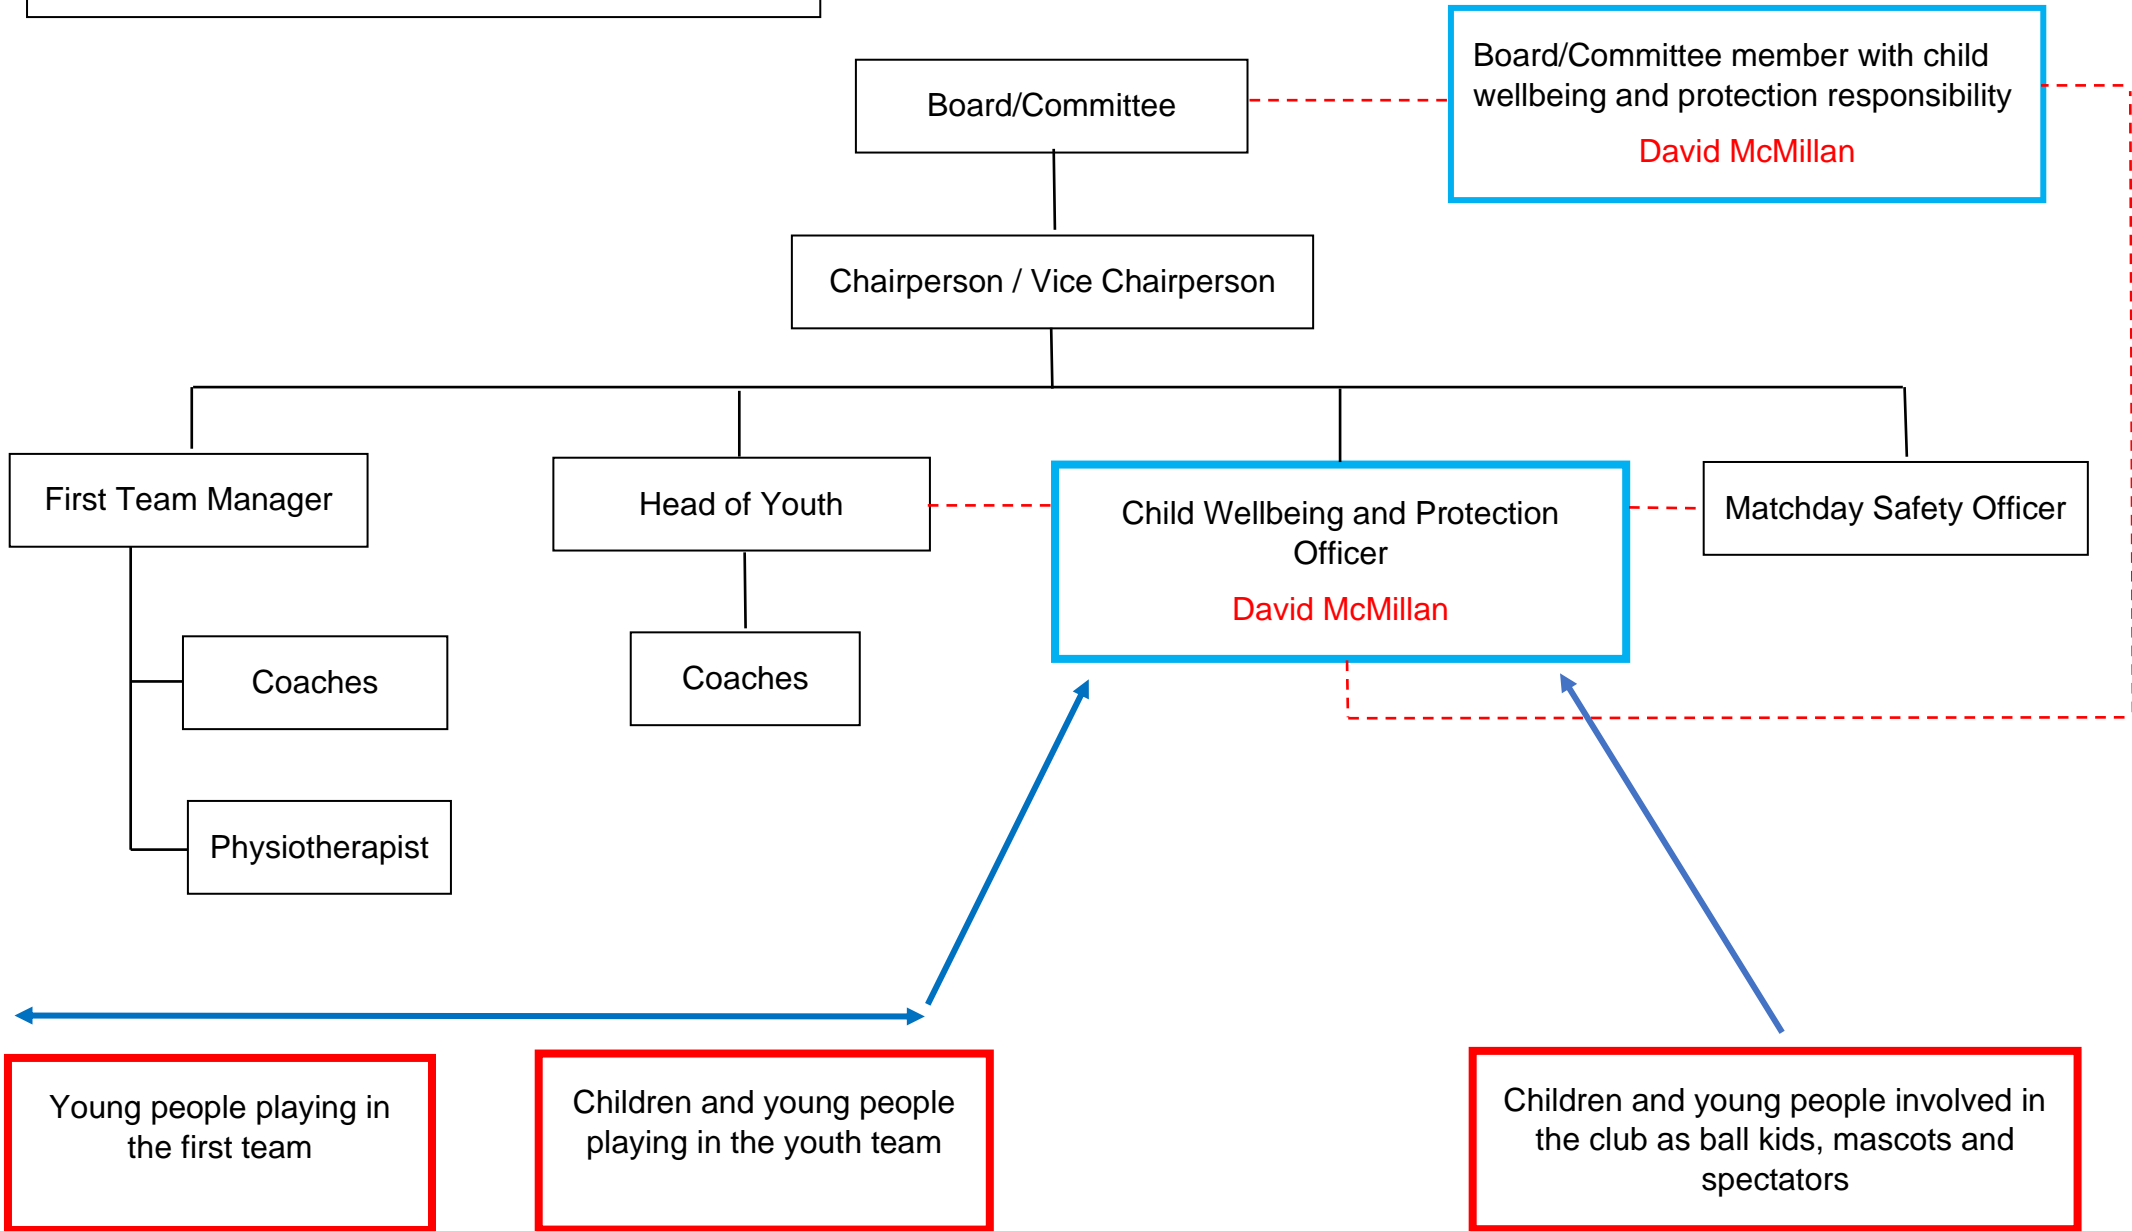 Board/Committee member with child
wellbeing and protection responsibility
David McMillan
Board/Committee
Chairperson / Vice Chairperson
First Team Manager
Head of Youth
Child Wellbeing and Protection
Officer
David McMillan
Matchday Safety Officer
Coaches
Coaches
Physiotherapist
Young people playing in
the first team
Children and young people
playing in the youth team
Children and young people involved in
the club as ball kids, mascots and
spectators